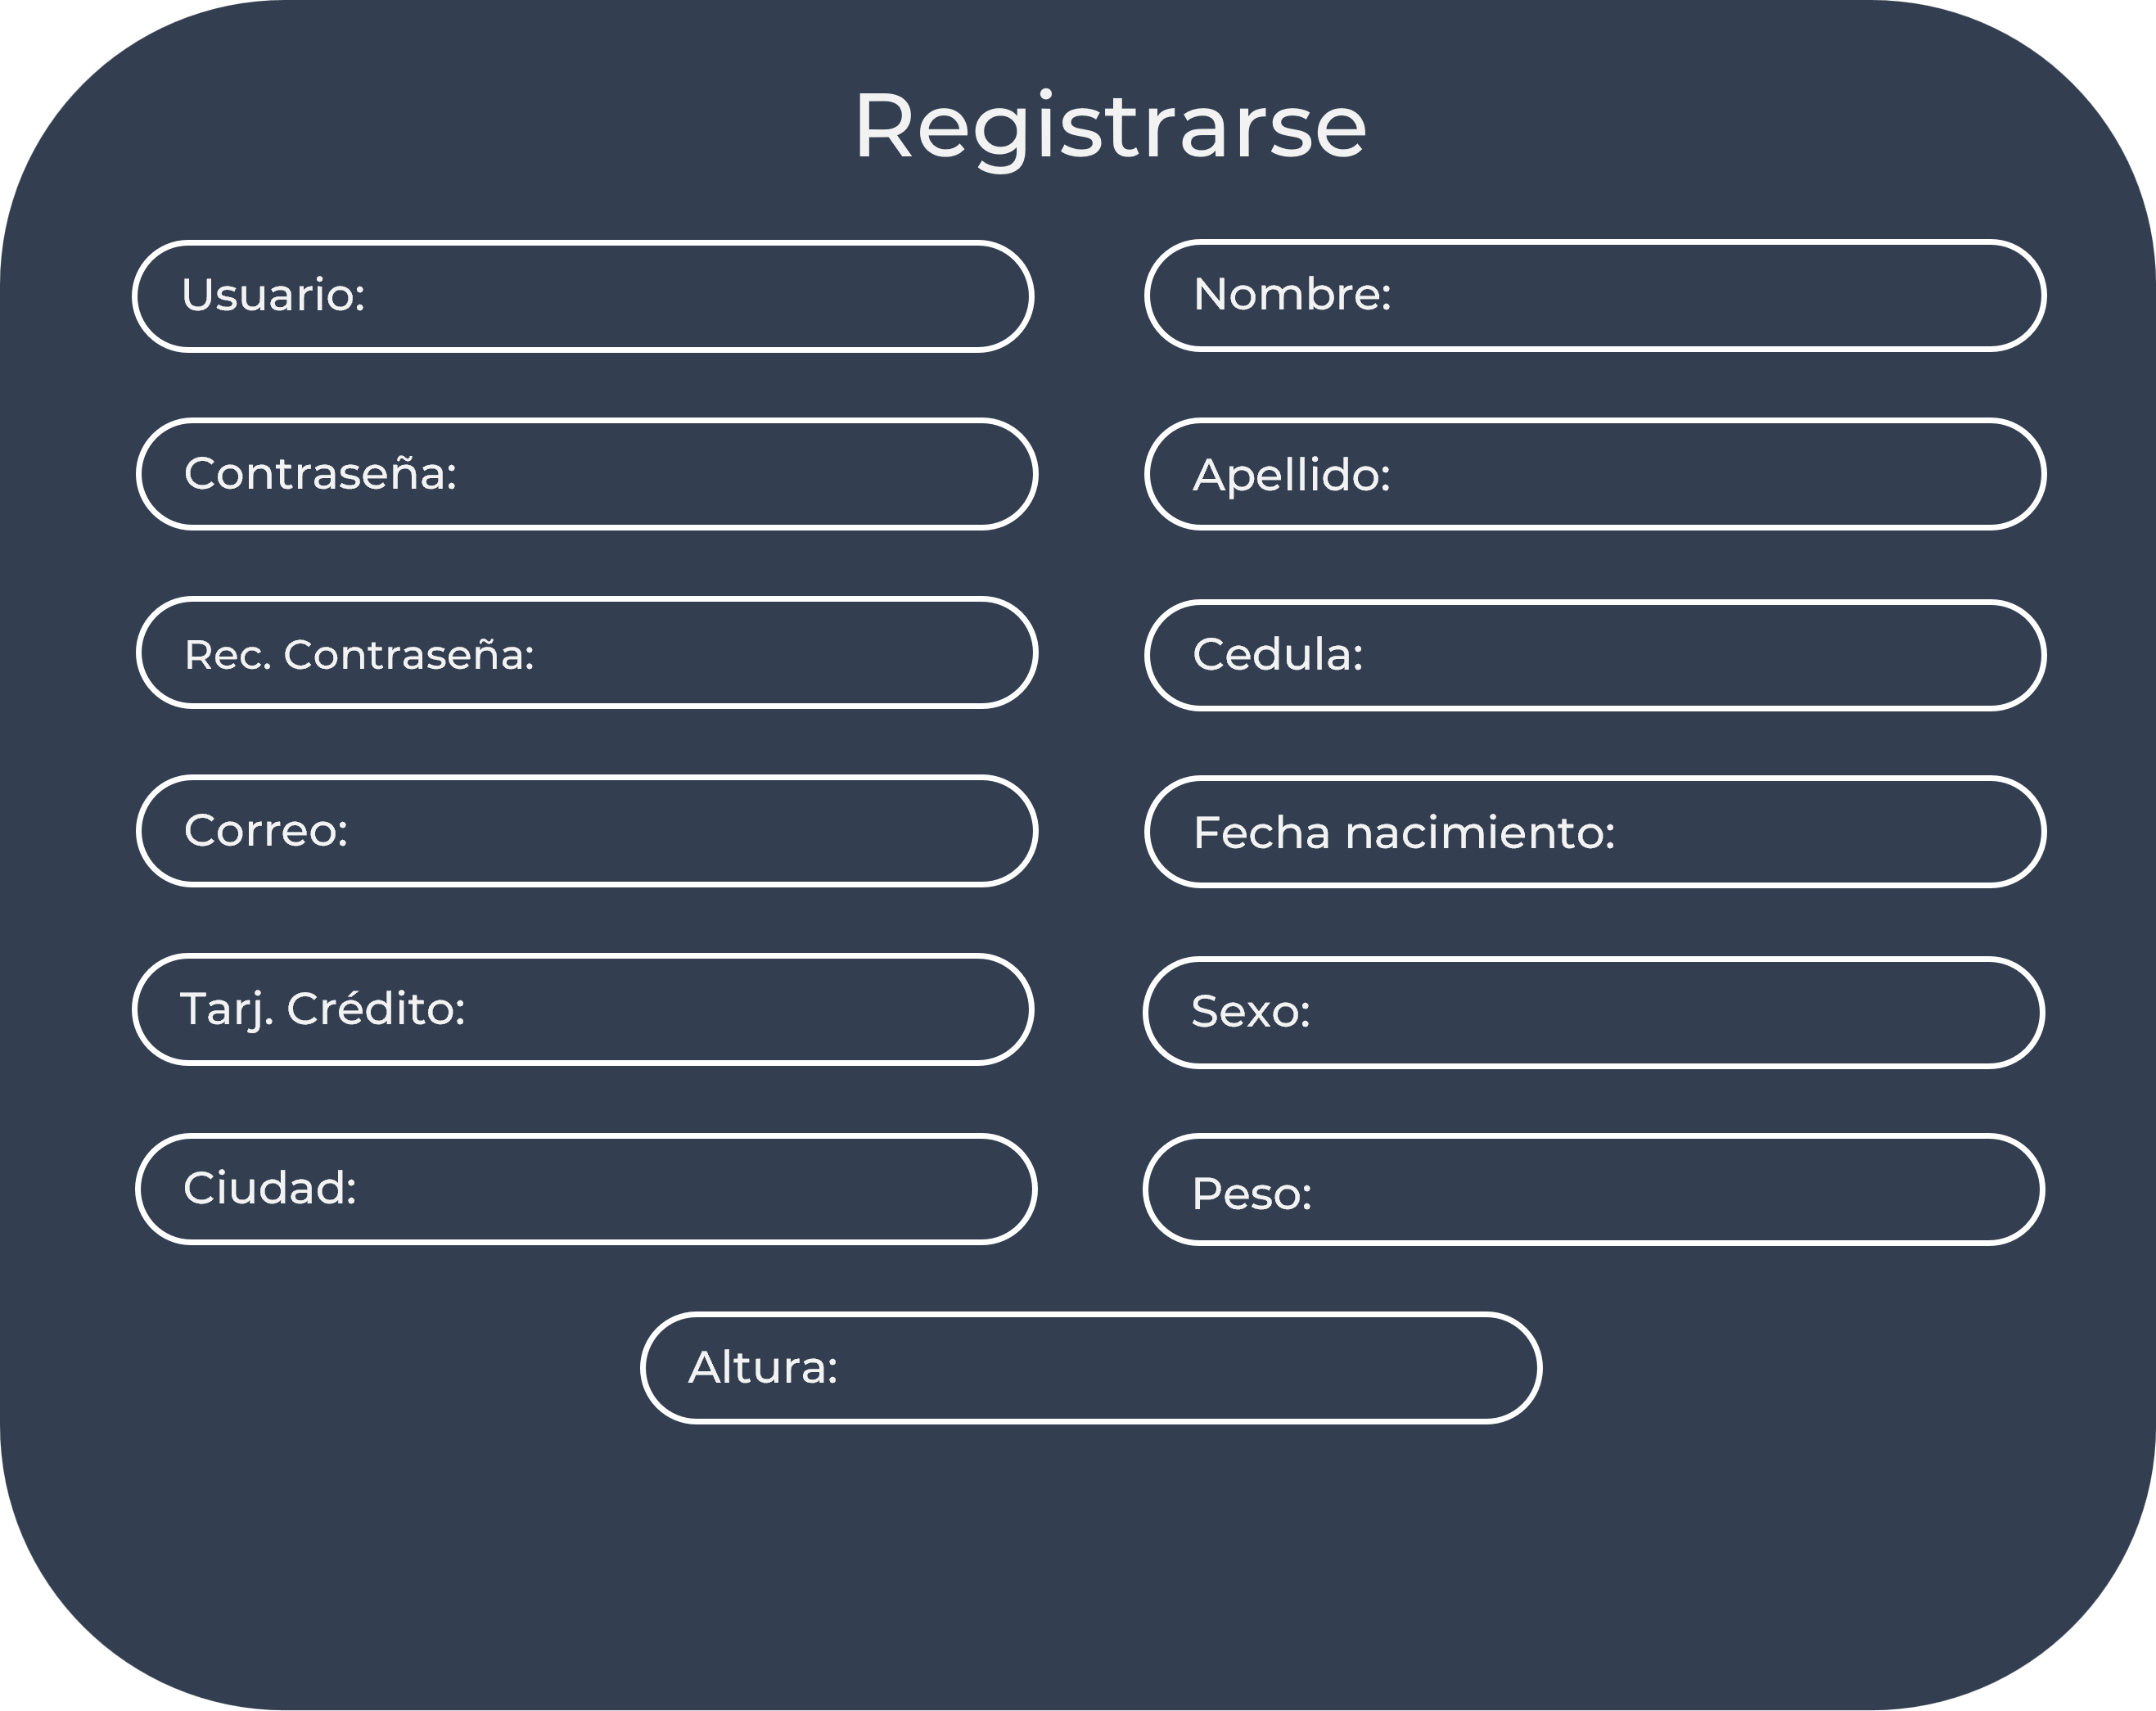 Registrarse
Usuario:
Nombre:
Contraseña:
Apellido:
Rec. Contraseña:
Cedula:
Correo:
Fecha nacimiento:
Tarj. Crédito:
Sexo:
Ciudad:
Peso:
Altura: